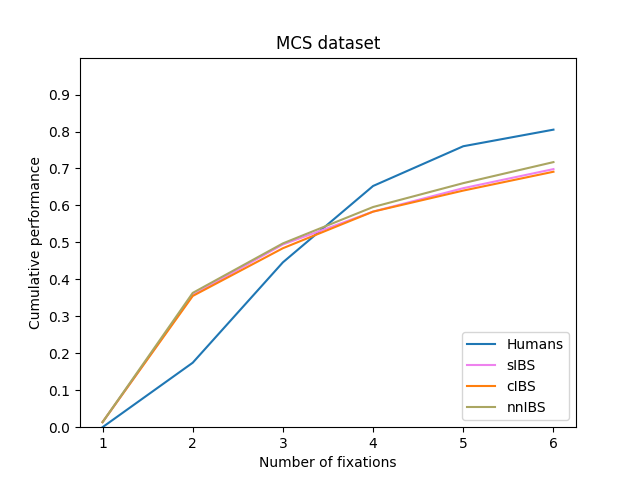 MCS dataset
Cumulative performance
0.9
0.8
0.7
0.6
0.5
0.4
0.3
0.2
0.1
0.0
1 2 3 4 5 6
Number of fixations
Humans
sIBS
cIBS
nnIBS